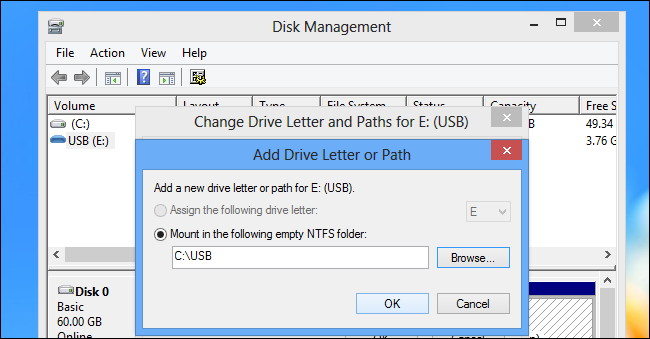 Disk Management
File Action View Help
Volume Layout Type File System Status Capacity Free S
(C:) B 49.34
USB (E:) 3.76 G
Change Drive Letter and Paths for E: (USB)
Add Drive Letter or Path
Add a new drive letter or path for E: (USB).
Assign the following drive letter: E
Mount in the following empty NTFS folder:
C:\USB Browse...
OK Cancel
Disk 0
Basic
60.00 GB
Online